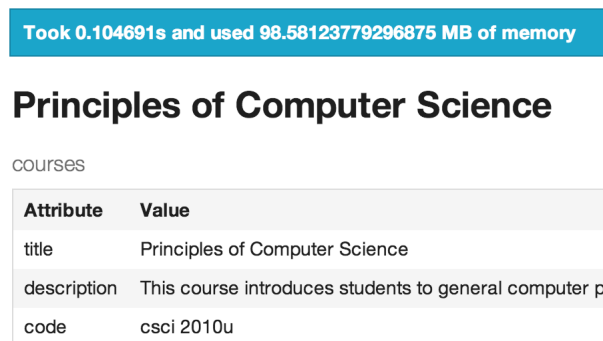 Took 0.104691s and used 98.58123779296875 MB of memory
Principles of Computer Science
courses
Attribute Value
title Principles of Computer Science
description This course introduces students to general computer
code csci 2010u